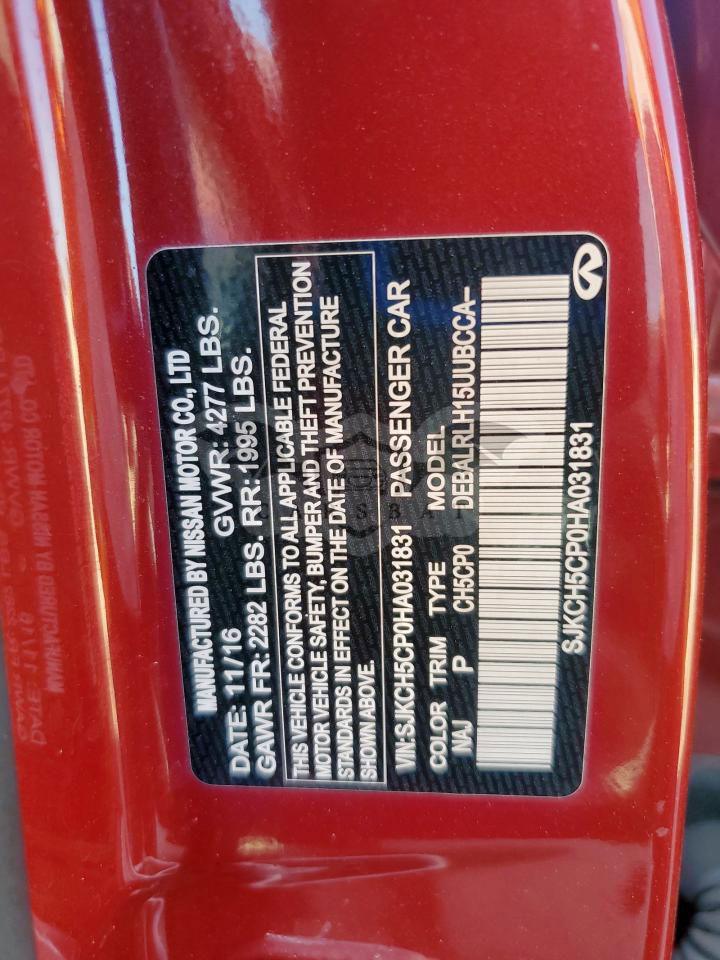 MANUFACTURED BY NISSAN MOTOR CO., LTD
DATE: 11/16 GVWR: 4277 LBS.
GAWR FR: 2282 LBS. RR: 1995 LBS.
THIS VEHICLE CONFORMS TO ALL APPLICABLE FEDERAL
MOTOR VEHICLE SAFETY, BUMPER AND THEFT PREVENTION
STANDARDS IN EFFECT ON THE DATE OF MANUFACTURE
SHOWN ABOVE.
VIN:SJKCH5CP0HA031831 PASSENGER CAR
COLOR TRIM TYPE MODEL
NAJ P CH5CP0 DEBALRLH15UUBCCA-
SJKCH5CP0HA031831